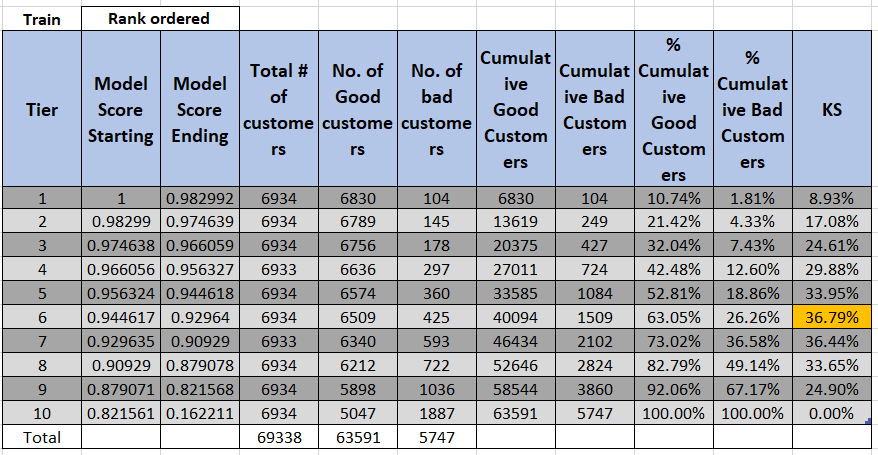 Train Rank ordered
Tier Model Score Starting Model Score Ending Total # of customers No. of Good customers No. of bad customers Cumulative Good Customers Cumulative Bad Customers % Cumulative Good Customers % Cumulative Bad Customers KS
1 1 0.982992 6934 6830 104 6830 104 10.74% 1.81% 8.93%
2 0.98299 0.974639 6934 6789 145 13619 249 21.42% 4.33% 17.08%
3 0.974638 0.966059 6934 6756 178 20375 427 32.04% 7.43% 24.61%
4 0.966056 0.956327 6933 6636 297 27011 724 42.48% 12.60% 29.88%
5 0.956324 0.944618 6934 6574 360 33585 1084 52.81% 18.86% 33.95%
6 0.944617 0.92964 6934 6509 425 40094 1509 63.05% 26.26% 36.79%
7 0.929635 0.90929 6933 6340 593 46434 2102 73.02% 36.58% 36.44%
8 0.90929 0.879078 6934 6212 722 52646 2824 82.79% 49.14% 33.65%
9 0.879071 0.821568 6934 5898 1036 58544 3860 92.06% 67.17% 24.90%
10 0.821561 0.162211 6934 5047 1887 63591 5747 100.00% 100.00% 0.00%
Total 69338 63591 5747